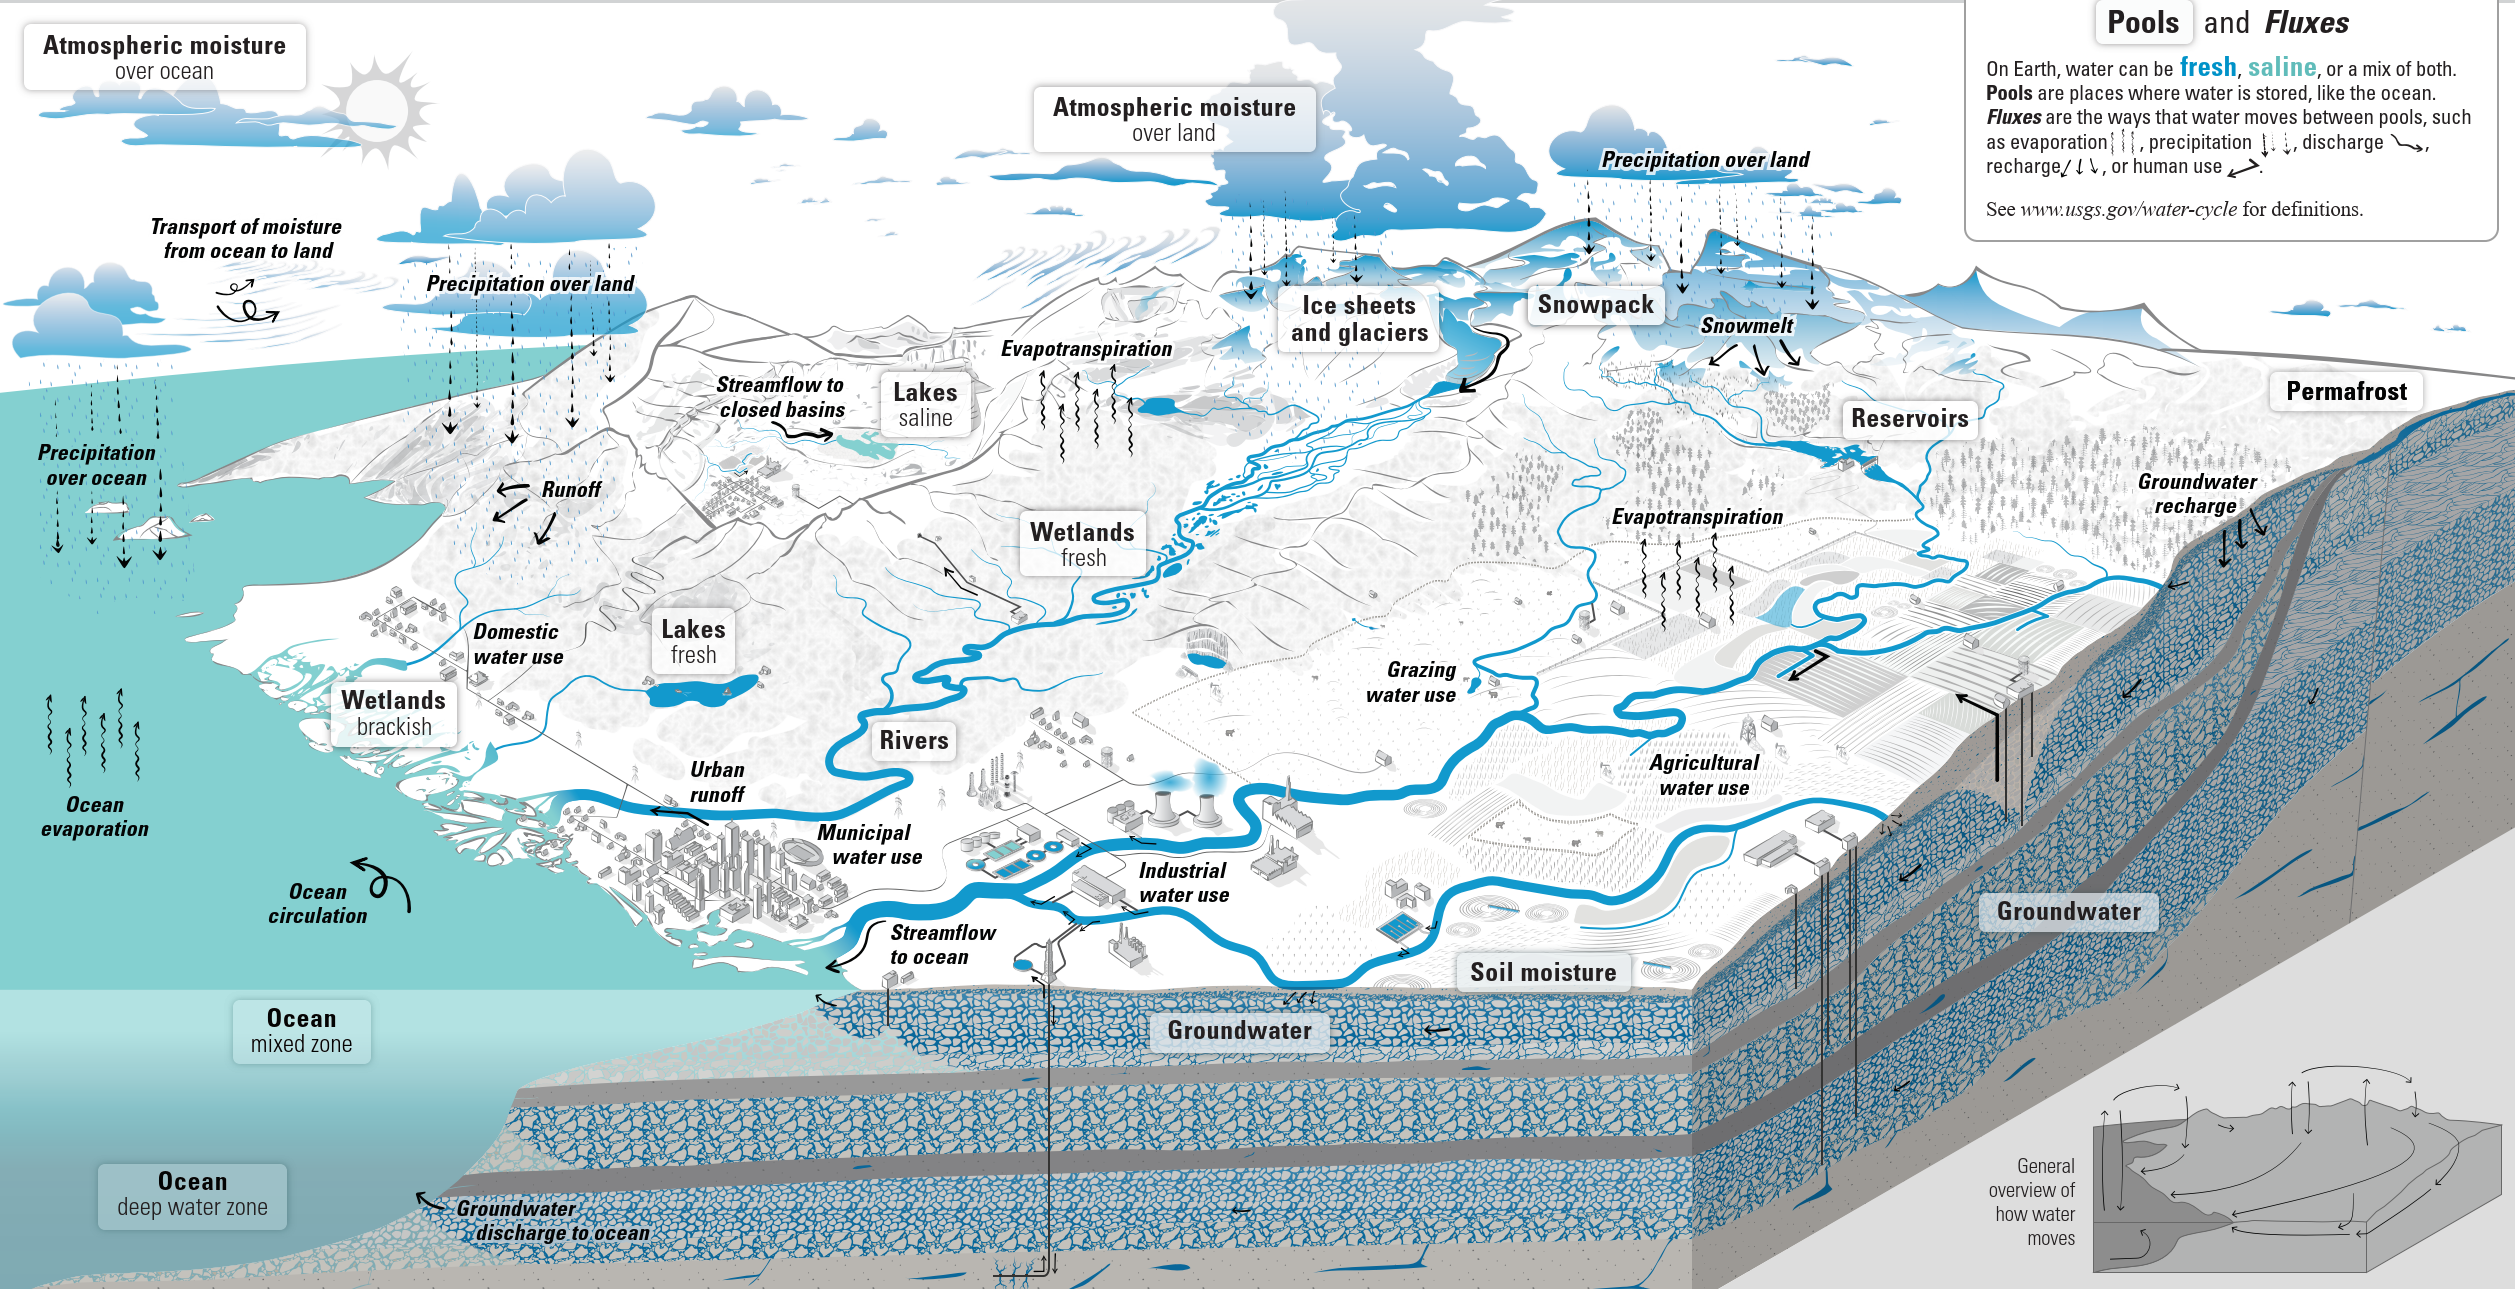 Atmospheric moisture
over ocean
Atmospheric moisture
over land
Pools and Fluxes
On Earth, water can be fresh, saline, or a mix of both.
Pools are places where water is stored, like the ocean.
Fluxes are the ways that water moves between pools, such
as evaporation, precipitation, discharge,
recharge, or human use.
See www.usgs.gov/water-cycle for definitions.
Precipitation over land
Transport of moisture
from ocean to land
Precipitation over land
Ice sheets
and glaciers
Snowpack
Snowmelt
Evapotranspiration
Streamflow to
closed basins
Lakes
saline
Reservoirs
Permafrost
Precipitation
over ocean
Runoff
Groundwater
recharge
Wetlands
fresh
Evapotranspiration
Domestic
water use
Lakes
fresh
Grazing
water use
Wetlands
brackish
Rivers
Urban
runoff
Agricultural
water use
Ocean
evaporation
Municipal
water use
Industrial
water use
Ocean
circulation
Streamflow
to ocean
Groundwater
Soil moisture
Ocean
mixed zone
Groundwater
Ocean
deep water zone
Groundwater
discharge to ocean
General
overview of
how water
moves